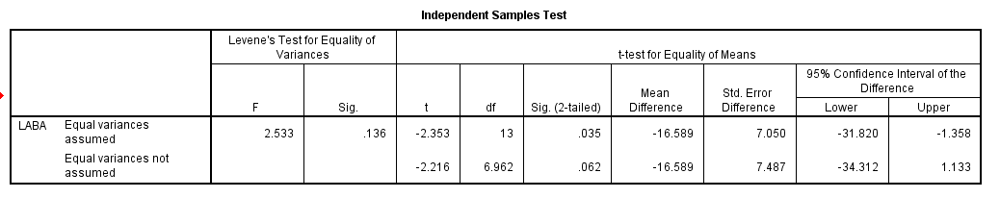 Independent Samples Test
Levene's Test for Equality of Variances
t-test for Equality of Means
95% Confidence Interval of the Difference
F Sig. t df Sig. (2-tailed) Mean Difference Std. Error Difference Lower Upper
LABA Equal variances assumed 2.533 .136 -2.353 13 .035 -16.589 7.050 -31.820 -1.358
Equal variances not assumed -2.216 6.962 .062 -16.589 7.487 -34.312 1.133